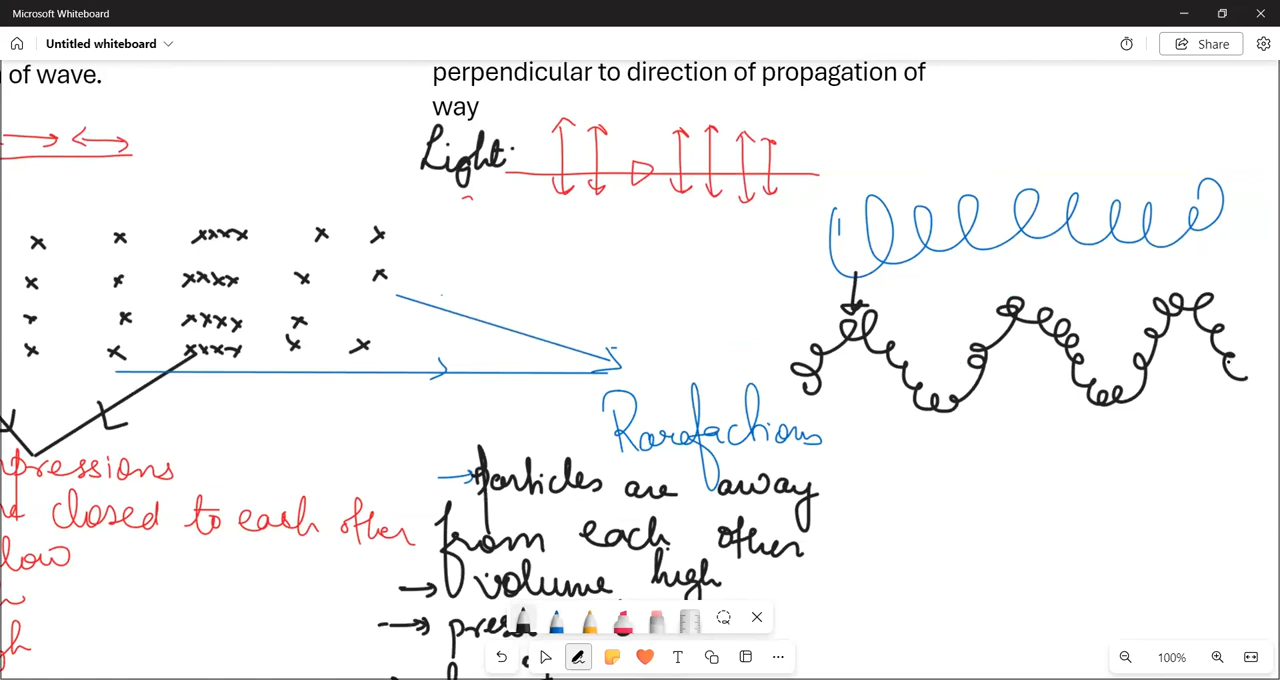 Microsoft Whiteboard
Untitled whiteboard
Share
of wave.
perpendicular to direction of propagation of
way
Light
Rarefactions
pressions
closed to each other
low
particles are away
from each other
volume high
100%